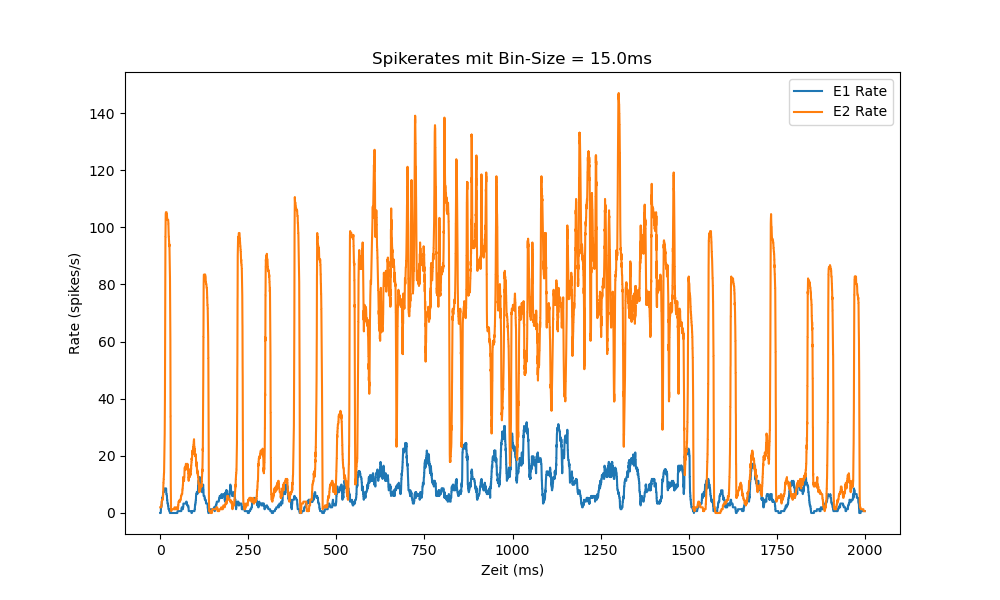 Spikerates mit Bin-Size = 15.0ms
E1 Rate
E2 Rate
Rate (spikes/s)
140
120
100
80
60
40
20
0
0 250 500 750 1000 1250 1500 1750 2000
Zeit (ms)